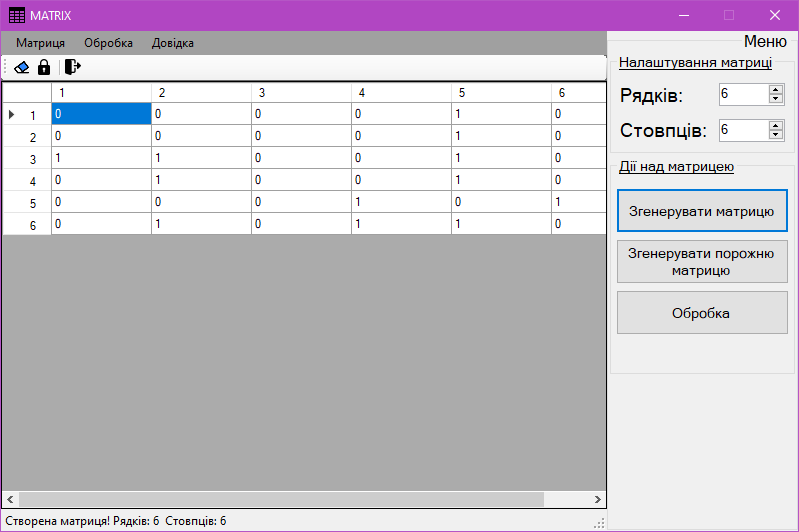 MATRIX
Матриця Обробка Довідка
Меню
Налаштування матриці
Рядків: 6
Стовпців: 6
Дії над матрицею
Згенерувати матрицю
Згенерувати порожню
матрицю
Обробка
1 2 3 4 5 6
1 0 0 0 0 1 0
2 0 0 0 0 1 0
3 1 1 0 0 1 0
4 0 1 0 0 1 0
5 0 0 0 1 0 1
6 0 1 0 1 1 0
Створена матриця! Рядків: 6 Стовпців: 6